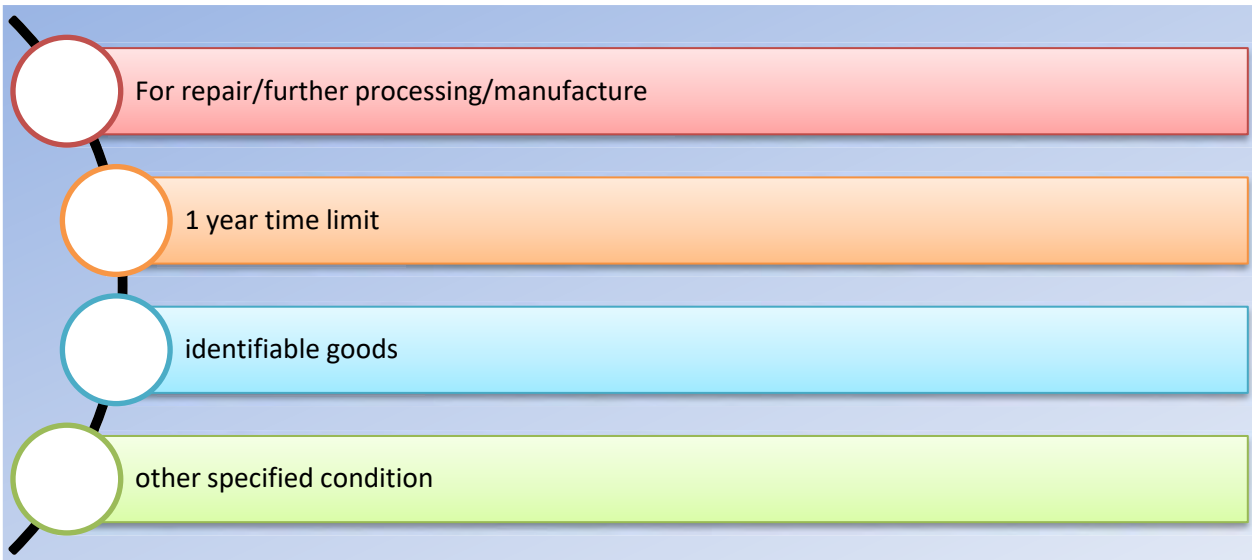 For repair/further processing/manufacture
1 year time limit
identifiable goods
other specified condition